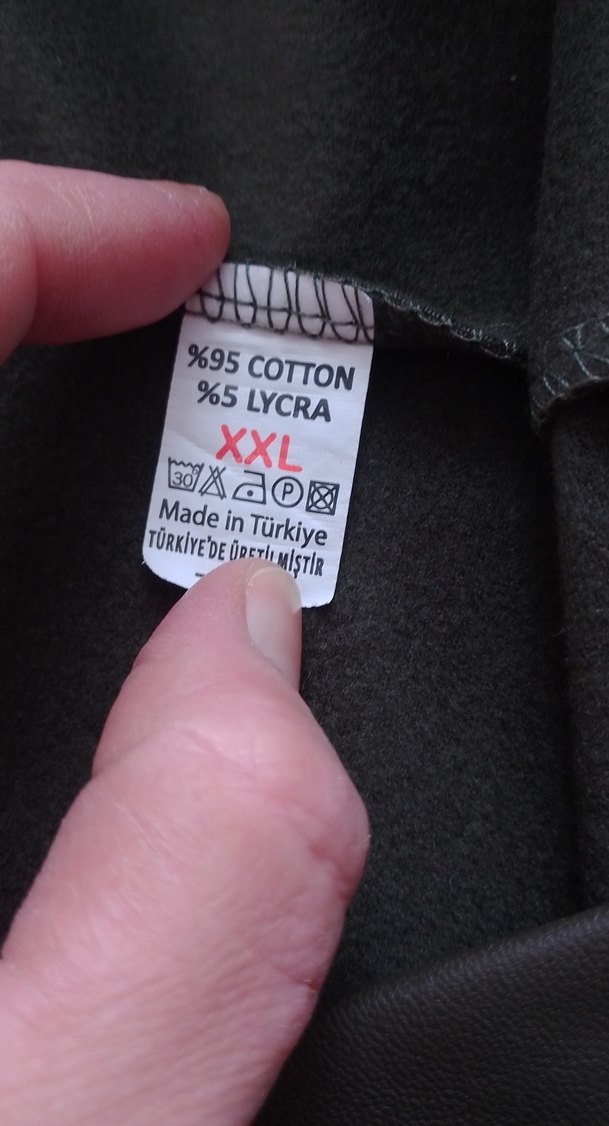 %95 COTTON
%5 LYCRA
XXL
30° P
Made in Türkiye
TÜRKİYE'DE ÜRETİLMİŞTİR